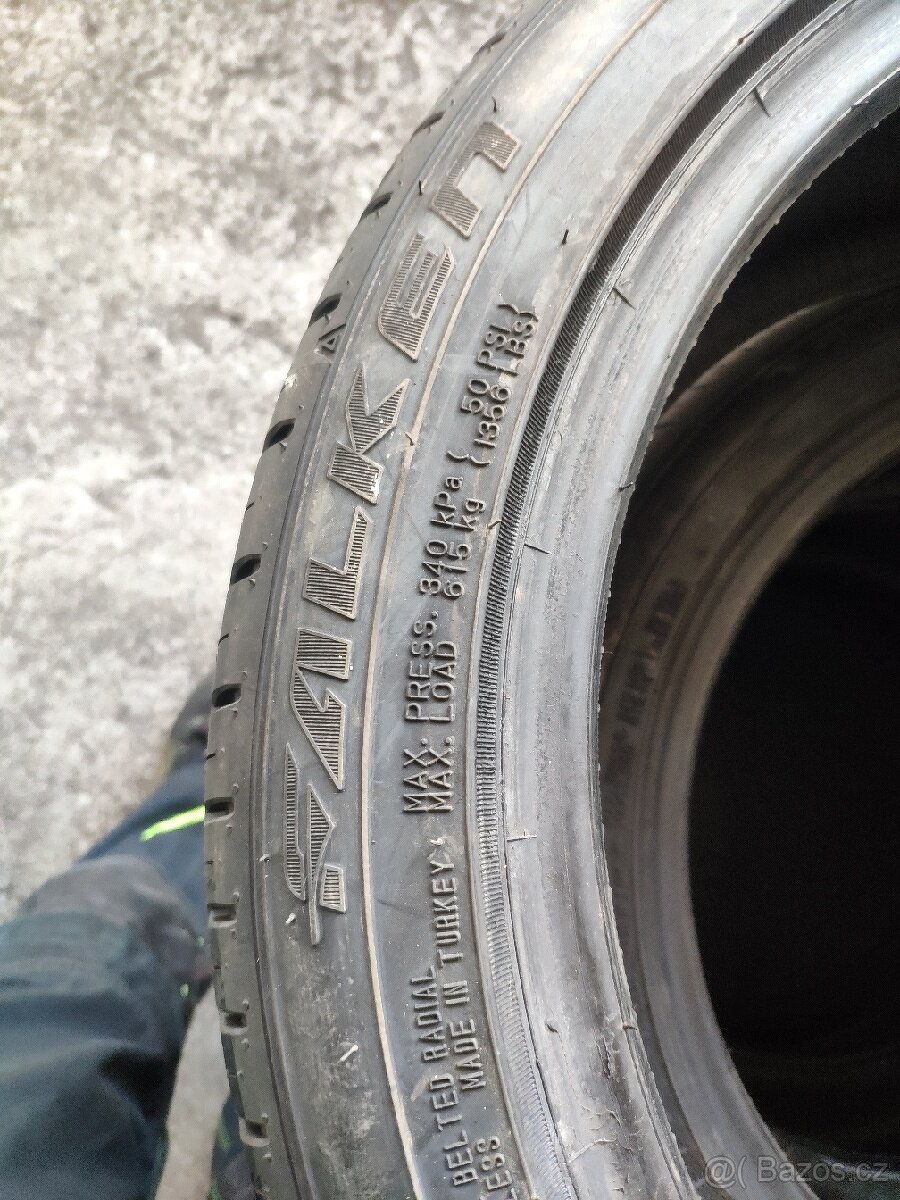 FALKEN
MAX. PRESS. 340 kPa { 50 PSI }
MAX. LOAD 615 kg { 1356 LBS }
BELTED RADIAL
MADE IN TURKEY
LESS
@( Bazos.cz